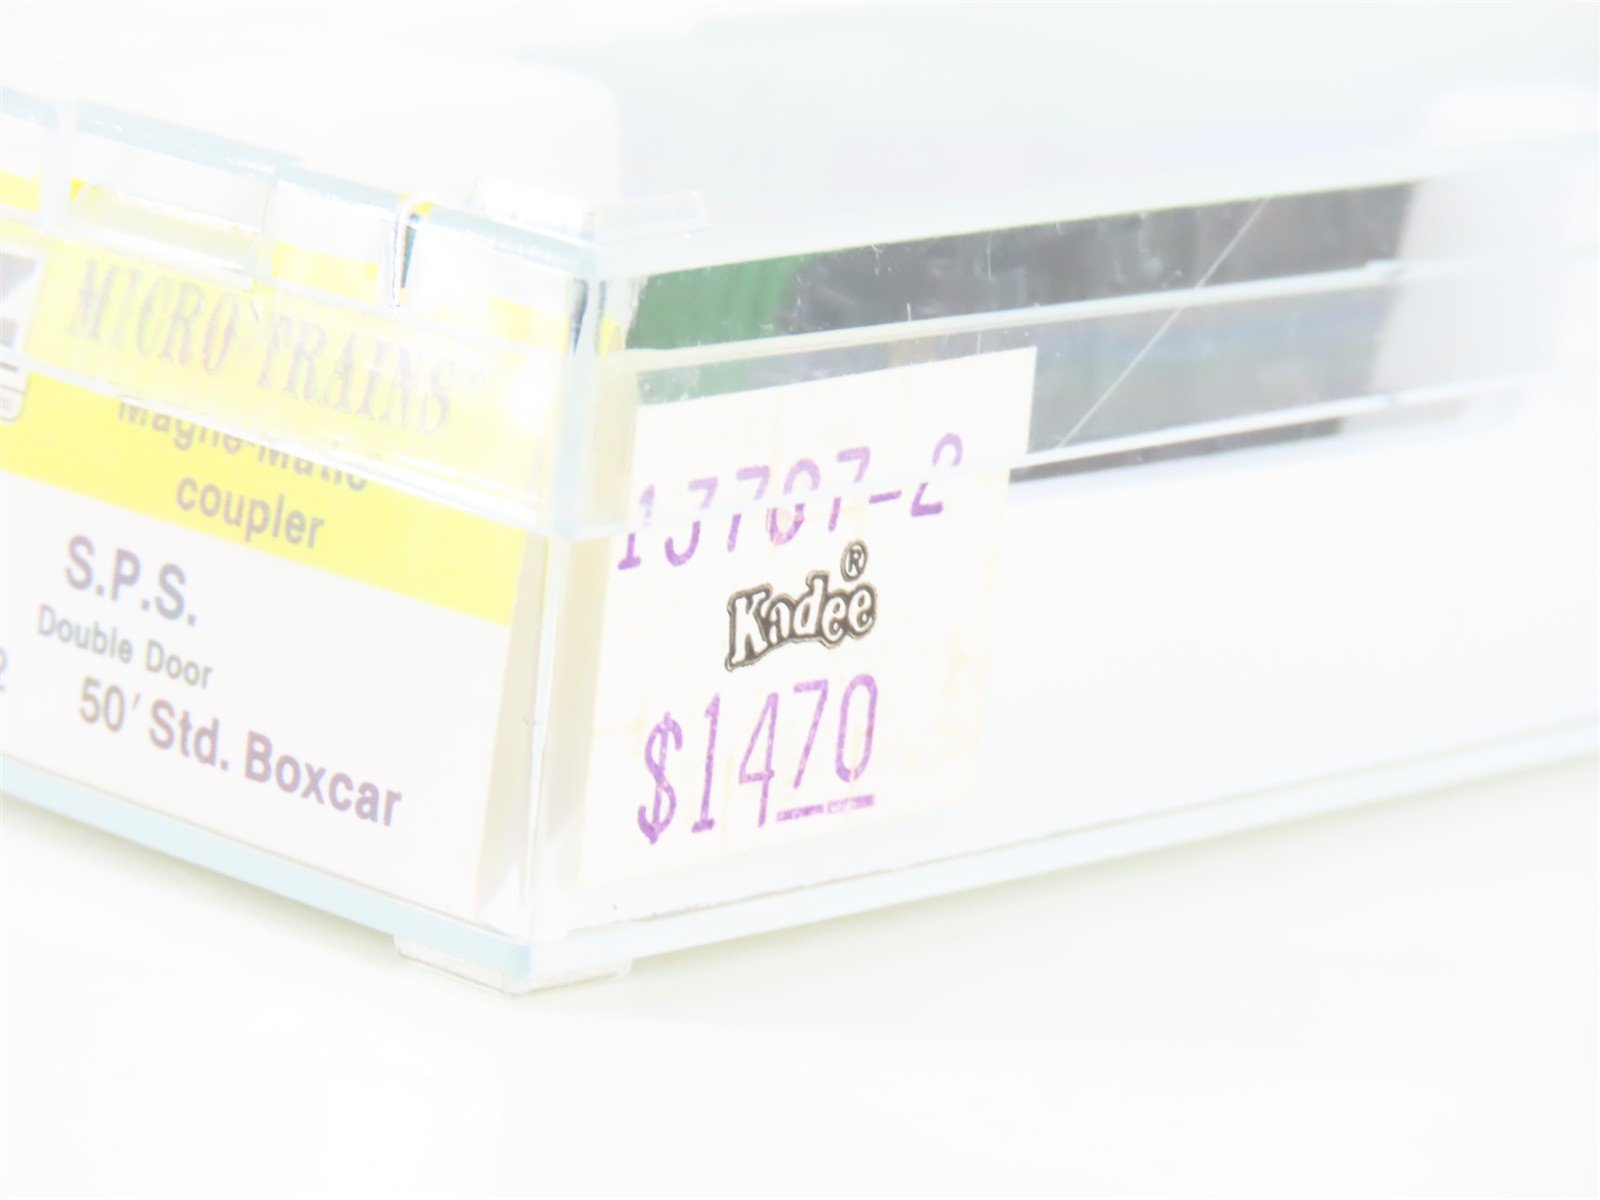 MICRO TRAINS®
Magne-Matic
coupler
S.P.S.
Double Door
50' Std. Boxcar
13707-2
Kadee®
$1470